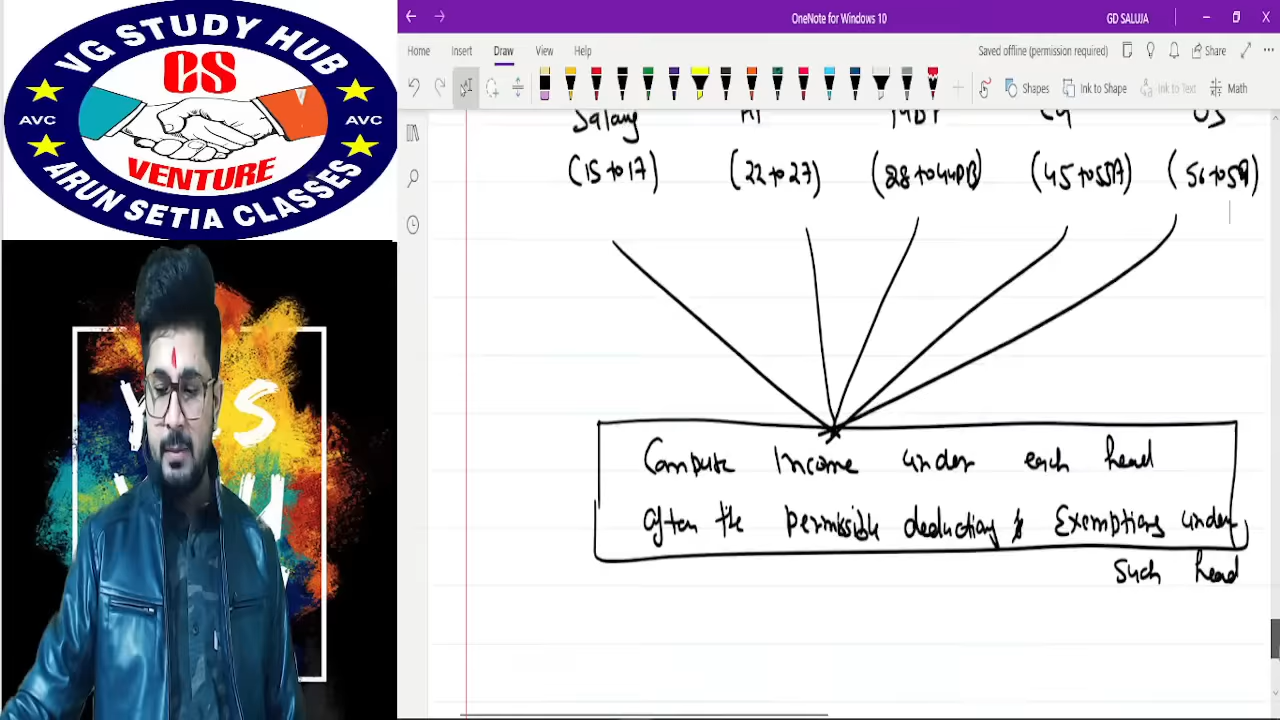 VG STUDY HUB
CS
AVC
AVC
VENTURE
ARUN SETIA CLASSES
OneNote for Windows 10
GD SALUJA
Home Insert Draw View Help
Saved offline (permission required)
Share
Shapes
Ink to Shape
Ink to Text
Math
Salary
(15 to 17) (22 to 27) (28 to 44DB) (45 to 55A) (56 to 59)
Compute Income under each head
after the permissible deductions & Exemptions under
such head